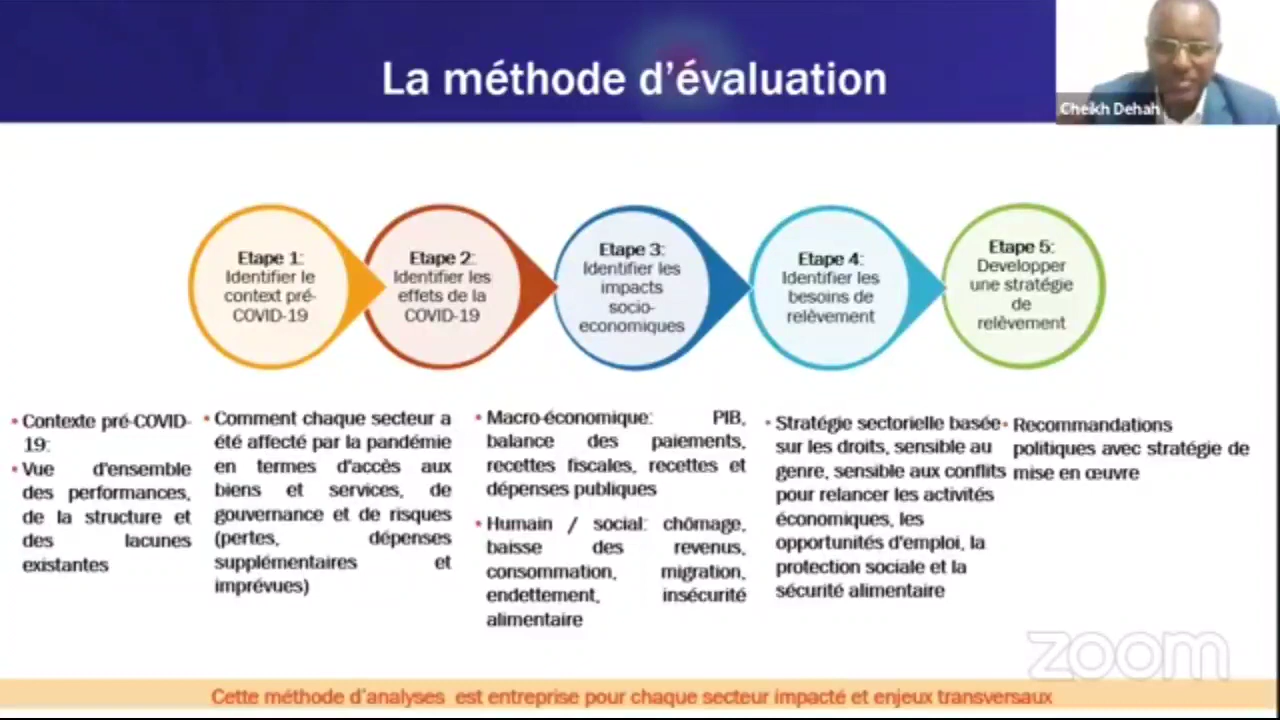 La méthode d'évaluation
Cheikh Dehah
Etape 1:
Identifier le
context pré-
COVID-19
Etape 2:
Identifier les
effets de la
COVID-19
Etape 3:
Identifier les
impacts
socio-
economiques
Etape 4:
Identifier les
besoins de
relèvement
Etape 5:
Developper
une stratégie
de
relèvement
• Contexte pré-COVID-
19:
• Vue d'ensemble
des performances,
de la structure et
des lacunes
existantes
• Comment chaque secteur a
été affecté par la pandémie
en termes d'accès aux
biens et services, de
gouvernance et de risques
(pertes, dépenses
supplémentaires et
imprévues)
• Macro-économique: PIB,
balance des paiements,
recettes fiscales, recettes et
dépenses publiques
• Humain / social: chômage,
baisse des revenus,
consommation, migration,
endettement, insécurité
alimentaire
• Stratégie sectorielle basée
sur les droits, sensible au
genre, sensible aux conflits
pour relancer les activités
économiques, les
opportunités d'emploi, la
protection sociale et la
sécurité alimentaire
• Recommandations
politiques avec stratégie de
mise en œuvre
zoom
Cette méthode d'analyses est entreprise pour chaque secteur impacté et enjeux transversaux